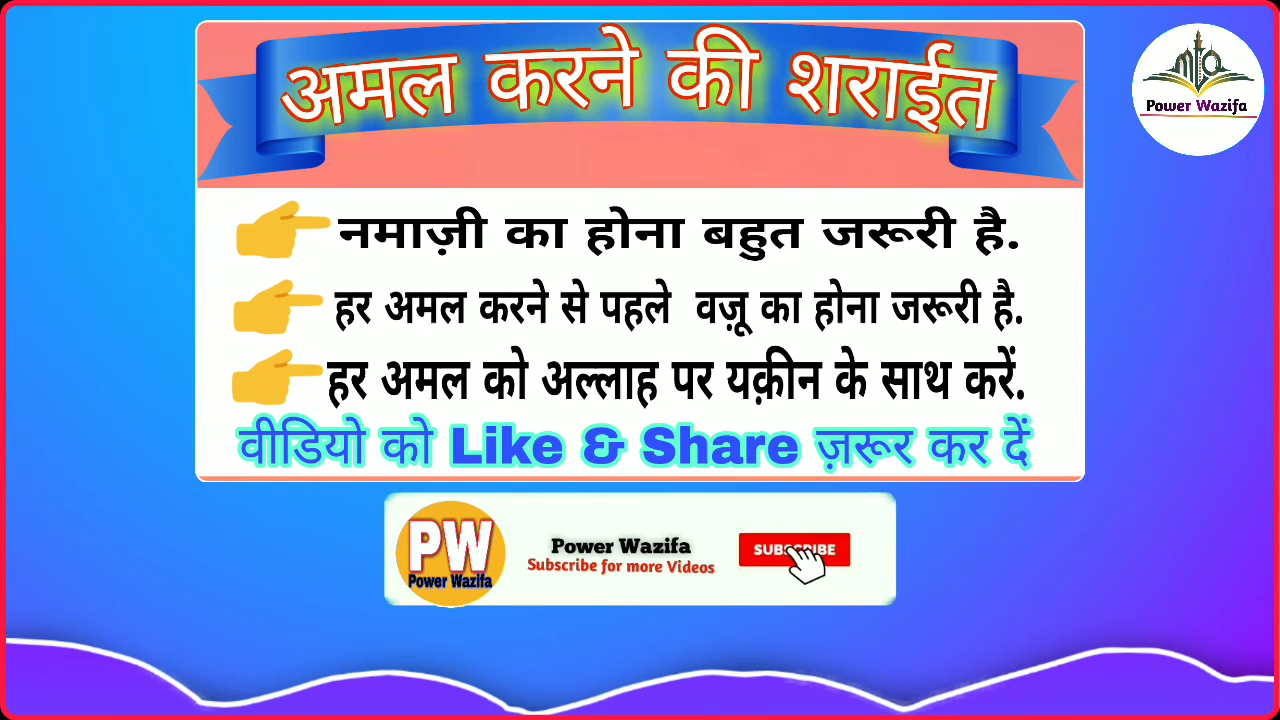 अमल करने की शराईत
Power Wazifa
नमाज़ी का होना बहुत जरूरी है.
हर अमल करने से पहले वज़ू का होना जरूरी है.
हर अमल को अल्लाह पर यक़ीन के साथ करें.
वीडियो को Like & Share ज़रूर कर दें
PW
Power Wazifa
Power Wazifa
Subscribe for more Videos
SUBSCRIBE